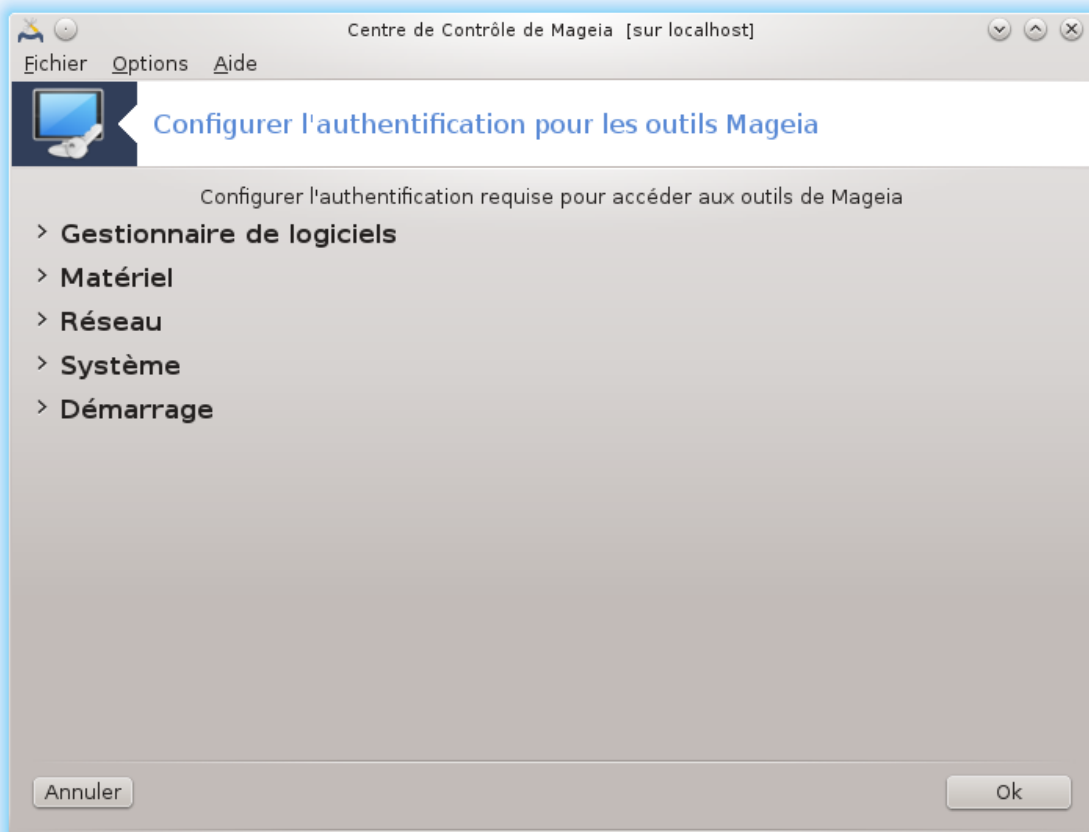 Centre de Contrôle de Mageia [sur localhost]
Fichier Options Aide
Configurer l'authentification pour les outils Mageia
Configurer l'authentification requise pour accéder aux outils de Mageia
> Gestionnaire de logiciels
> Matériel
> Réseau
> Système
> Démarrage
Annuler Ok